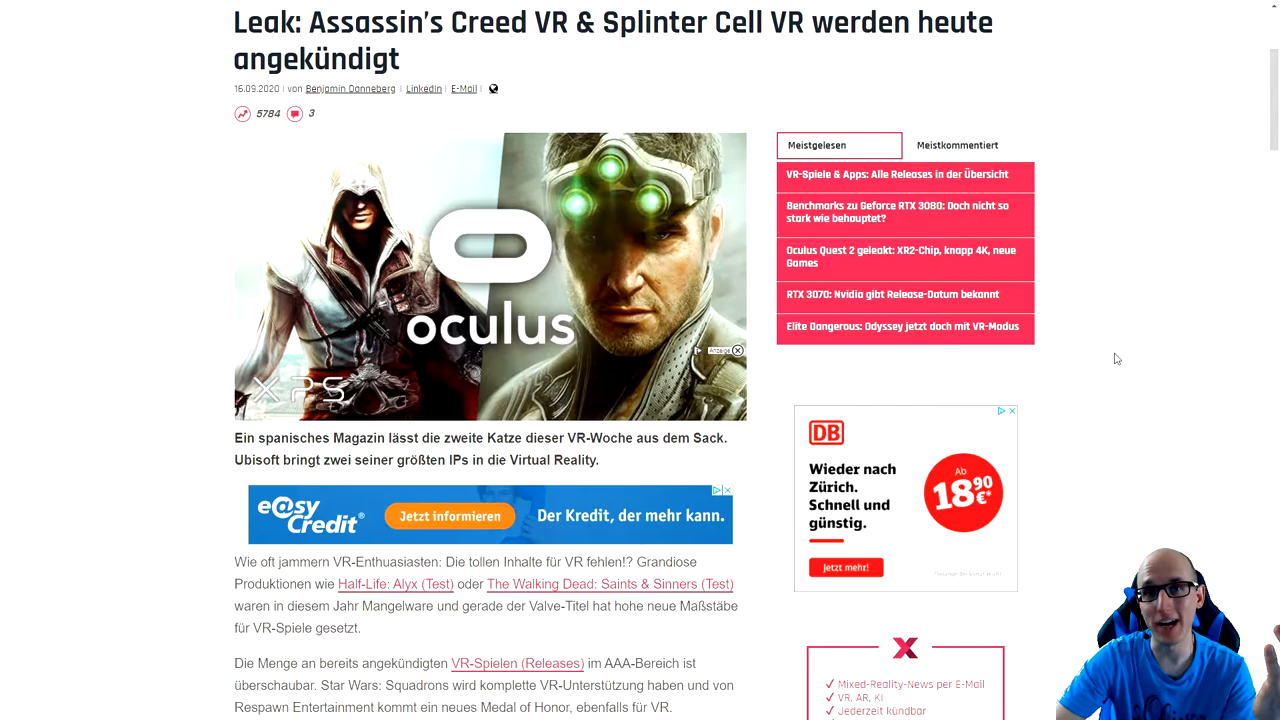 Leak: Assassin’s Creed VR & Splinter Cell VR werden heute
angekündigt
16.09.2020 | von Benjamin Danneberg | LinkedIn | E-Mail |
5784 3
oculus
Anzeige
XPS
Ein spanisches Magazin lässt die zweite Katze dieser VR-Woche aus dem Sack.
Ubisoft bringt zwei seiner größten IPs in die Virtual Reality.
e@sy
Credit®
Jetzt informieren
Der Kredit, der mehr kann.
Wie oft jammern VR-Enthusiasten: Die tollen Inhalte für VR fehlen!? Grandiose
Produktionen wie Half-Life: Alyx (Test) oder The Walking Dead: Saints & Sinners (Test)
waren in diesem Jahr Mangelware und gerade der Valve-Titel hat hohe neue Maßstäbe
für VR-Spiele gesetzt.
Die Menge an bereits angekündigten VR-Spielen (Releases) im AAA-Bereich ist
überschaubar. Star Wars: Squadrons wird komplette VR-Unterstützung haben und von
Respawn Entertainment kommt ein neues Medal of Honor, ebenfalls für VR.
Meistgelesen
Meistkommentiert
VR-Spiele & Apps: Alle Releases in der Übersicht
Benchmarks zu Geforce RTX 3080: Doch nicht so
stark wie behauptet?
Oculus Quest 2 geleakt: XR2-Chip, knapp 4K, neue
Games
RTX 3070: Nvidia gibt Release-Datum bekannt
Elite Dangerous: Odyssey jetzt doch mit VR-Modus
DB
Wieder nach
Zürich.
Schnell und
günstig.
Ab
18,90
€*
Jetzt mehr!
Mixed-Reality-News per E-Mail
VR, AR, KI
Jederzeit kündbar